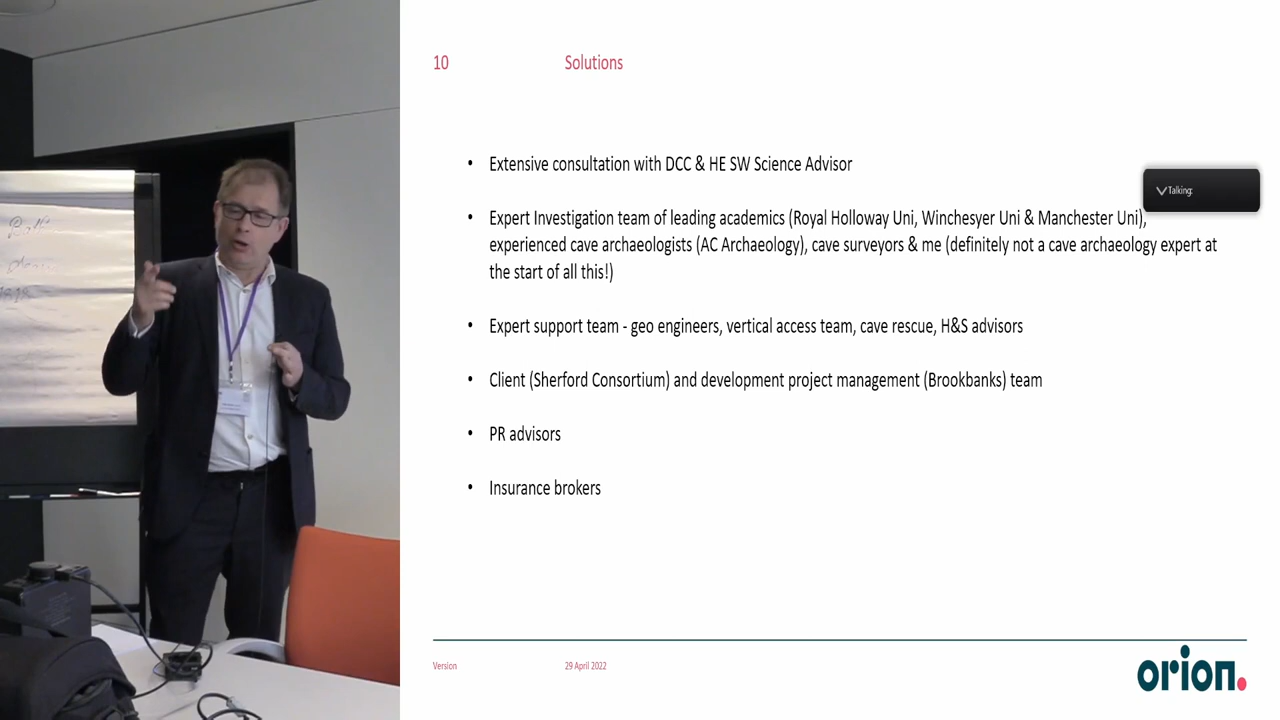 10 Solutions
• Extensive consultation with DCC & HE SW Science Advisor
• Expert Investigation team of leading academics (Royal Holloway Uni, Winchesyer Uni & Manchester Uni),
experienced cave archaeologists (AC Archaeology), cave surveyors & me (definitely not a cave archaeology expert at
the start of all this!)
• Expert support team - geo engineers, vertical access team, cave rescue, H&S advisors
• Client (Sherford Consortium) and development project management (Brookbanks) team
• PR advisors
• Insurance brokers
Talking:
Version 29 April 2022
orion.